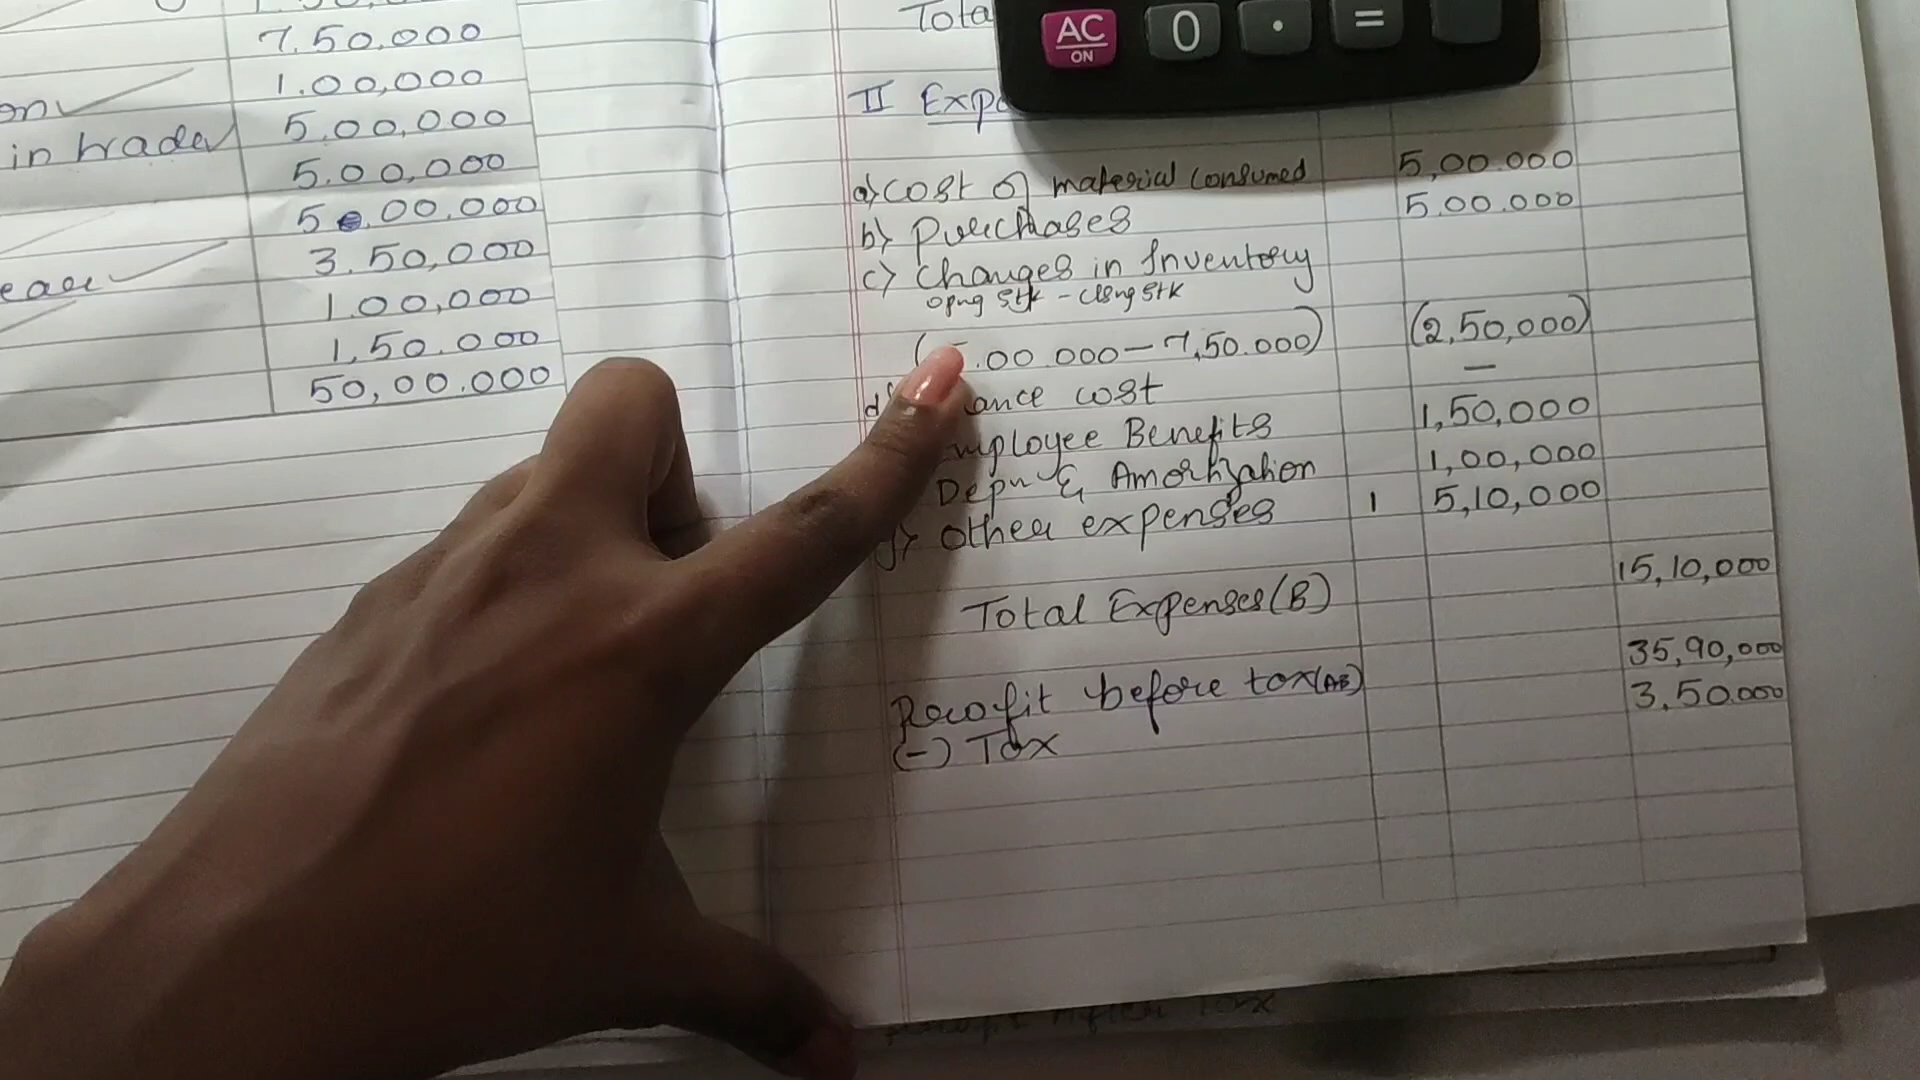 7.50.000
on 1.00,000
in trade 5.00,000
5.00,000
5 00.000
3.50,000
1.00,000
1,50.000
50,00.000
AC
ON
0
.
=
Tota
II Expe
a) Cost of material Consumed 5,00.000
b) Purchases 5.00.000
c) Changes in Inventory
opng Stk - Clsng Stk
.00.000 - 7,50.000) (2,50,000)
d) ance cost —
mployee Benefits 1,50,000
Depn & Amortization 1,00,000
Other expenses 1 5,10,000
Total Expenses (B) 15,10,000
Profit before tax (AB) 35,90,000
(-) Tax 3.50.000